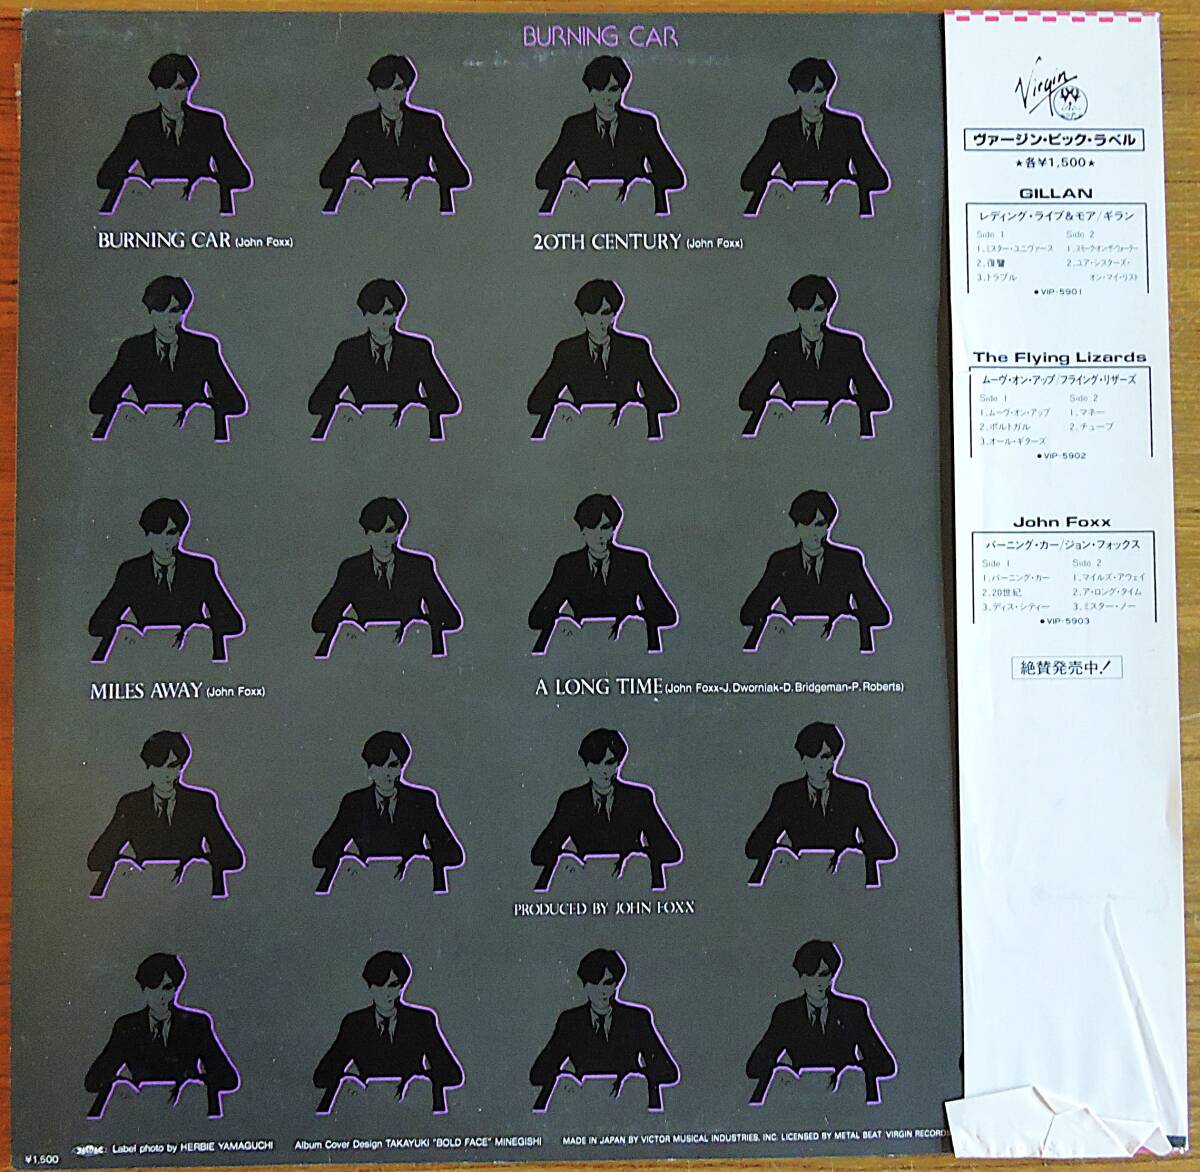 BURNING CAR
BURNING CAR (John Foxx)
20TH CENTURY (John Foxx)
MILES AWAY (John Foxx)
A LONG TIME (John Foxx-J. Dworniak-D. Bridgeman-P. Roberts)
PRODUCED BY JOHN FOXX
Label photo by HERBIE YAMAGUCHI
Album Cover Design TAKAYUKI "BOLD FACE" MINEGISHI
MADE IN JAPAN BY VICTOR MUSICAL INDUSTRIES, INC. LICENSED BY METAL BEAT VIRGIN RECORD
¥1,500
Virgin
ヴァージン・ビック・ラベル
★各¥1,500★
GILLAN
レディング・ライブ&モア/ギラン
Side 1
1.ミスター・ユニヴァース
2.復讐
3.トラブル
Side 2
1.スモーク・オン・ザ・ウォーター
2.ユア・シスターズ・
オン・マイ・リスト
●VIP-5901
The Flying Lizards
ムーヴ・オン・アップ/フライング・リザーズ
Side 1
1.ムーヴ・オン・アップ
2.ポルトガル
3.オール・ギターズ
Side 2
1.マネー
2.チューブ
●VIP-5902
John Foxx
バーニング・カー/ジョン・フォックス
Side 1
1.バーニング・カー
2.20世紀
3.ディス・シティー
Side 2
1.マイルズ・アウェイ
2.ア・ロング・タイム
3.ミスター・ノー
●VIP-5903
絶賛発売中!